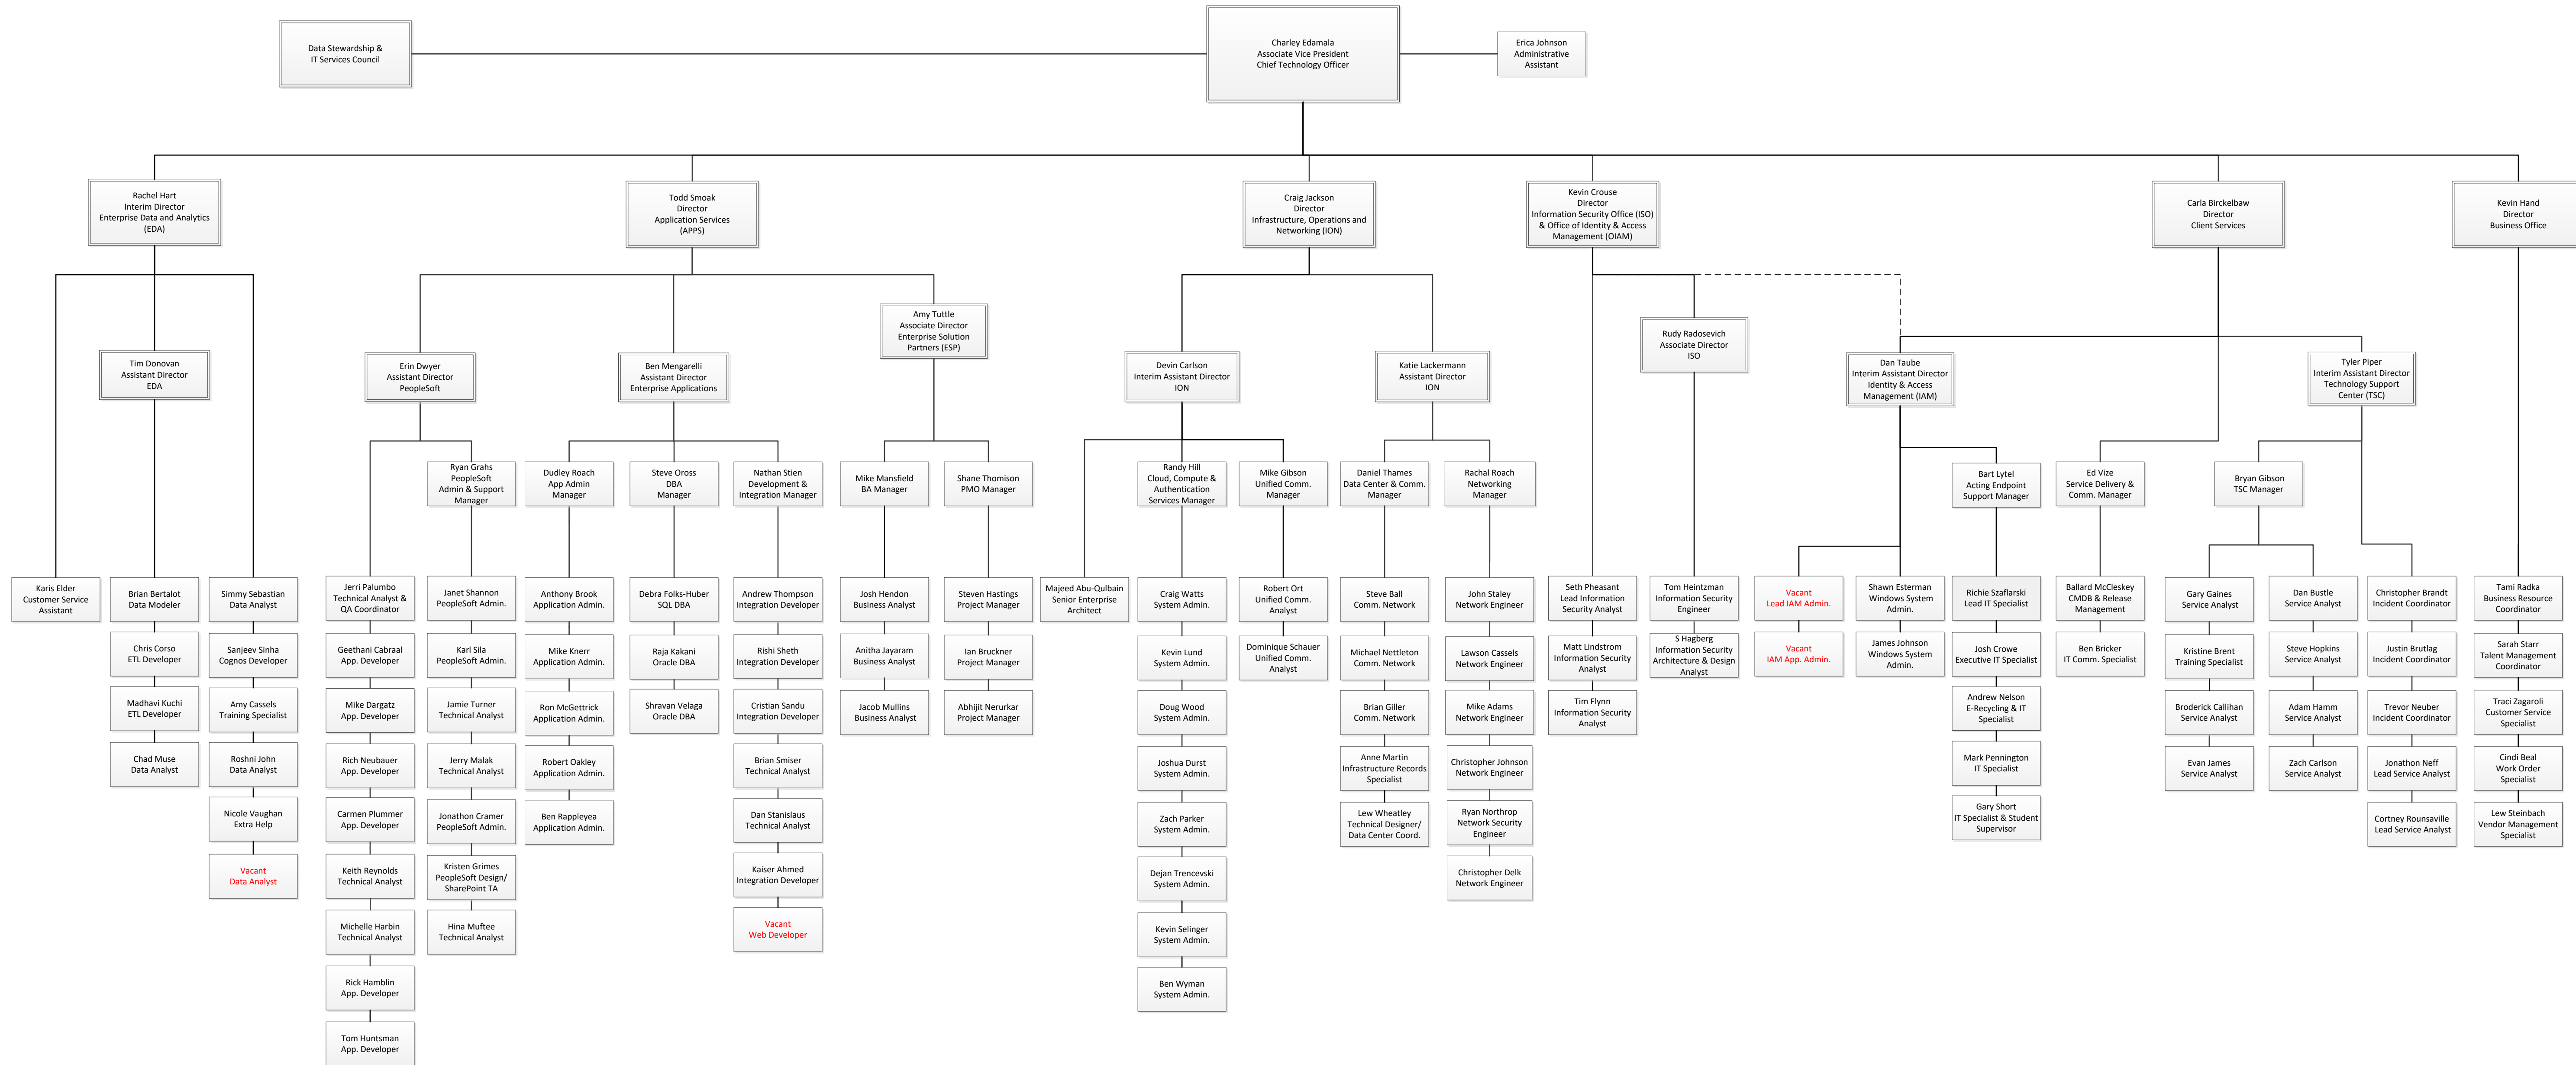 Data Stewardship &
IT Services Council
Charley Edamala
Associate Vice President
Chief Technology Officer
Erica Johnson
Administrative
Assistant
Rachel Hart
Interim Director
Enterprise Data and Analytics
(EDA)
Todd Smoak
Director
Application Services
(APPS)
Craig Jackson
Director
Infrastructure, Operations and
Networking (ION)
Kevin Crouse
Director
Information Security Office (ISO)
& Office of Identity & Access
Management (OIAM)
Carla Birckelbaw
Director
Client Services
Kevin Hand
Director
Business Office
Tim Donovan
Assistant Director
EDA
Erin Dwyer
Assistant Director
PeopleSoft
Ben Mengarelli
Assistant Director
Enterprise Applications
Amy Tuttle
Associate Director
Enterprise Solution
Partners (ESP)
Devin Carlson
Interim Assistant Director
ION
Katie Lackermann
Assistant Director
ION
Rudy Radosevich
Associate Director
ISO
Dan Taube
Interim Assistant Director
Identity & Access
Management (IAM)
Tyler Piper
Interim Assistant Director
Technology Support
Center (TSC)
Ryan Grahs
PeopleSoft
Admin & Support
Manager
Dudley Roach
App Admin
Manager
Steve Oross
DBA
Manager
Nathan Stien
Development &
Integration Manager
Mike Mansfield
BA Manager
Shane Thomison
PMO Manager
Randy Hill
Cloud, Compute &
Authentication
Services Manager
Mike Gibson
Unified Comm.
Manager
Daniel Thames
Data Center & Comm.
Manager
Rachal Roach
Networking
Manager
Bart Lytel
Acting Endpoint
Support Manager
Ed Vize
Service Delivery &
Comm. Manager
Bryan Gibson
TSC Manager
Karis Elder
Customer Service
Assistant
Brian Bertalot
Data Modeler
Chris Corso
ETL Developer
Madhavi Kuchi
ETL Developer
Chad Muse
Data Analyst
Simmy Sebastian
Data Analyst
Sanjeev Sinha
Cognos Developer
Amy Cassels
Training Specialist
Roshni John
Data Analyst
Nicole Vaughan
Extra Help
Vacant
Data Analyst
Jerri Palumbo
Technical Analyst &
QA Coordinator
Geethani Cabraal
App. Developer
Mike Dargatz
App. Developer
Rich Neubauer
App. Developer
Carmen Plummer
App. Developer
Keith Reynolds
Technical Analyst
Michelle Harbin
Technical Analyst
Rick Hamblin
App. Developer
Tom Huntsman
App. Developer
Janet Shannon
PeopleSoft Admin.
Karl Sila
PeopleSoft Admin.
Jamie Turner
Technical Analyst
Jerry Malak
Technical Analyst
Jonathon Cramer
PeopleSoft Admin.
Kristen Grimes
PeopleSoft Design/
SharePoint TA
Hina Muftee
Technical Analyst
Anthony Brook
Application Admin.
Mike Knerr
Application Admin.
Ron McGettrick
Application Admin.
Robert Oakley
Application Admin.
Ben Rappleyea
Application Admin.
Debra Folks-Huber
SQL DBA
Raja Kakani
Oracle DBA
Shravan Velaga
Oracle DBA
Andrew Thompson
Integration Developer
Rishi Sheth
Integration Developer
Cristian Sandu
Integration Developer
Brian Smiser
Technical Analyst
Dan Stanislaus
Technical Analyst
Kaiser Ahmed
Integration Developer
Vacant
Web Developer
Josh Hendon
Business Analyst
Anitha Jayaram
Business Analyst
Jacob Mullins
Business Analyst
Steven Hastings
Project Manager
Ian Bruckner
Project Manager
Abhijit Nerurkar
Project Manager
Majeed Abu-Qulbain
Senior Enterprise
Architect
Craig Watts
System Admin.
Kevin Lund
System Admin.
Doug Wood
System Admin.
Joshua Durst
System Admin.
Zach Parker
System Admin.
Dejan Trencevski
System Admin.
Kevin Selinger
System Admin.
Ben Wyman
System Admin.
Robert Ort
Unified Comm.
Analyst
Dominique Schauer
Unified Comm.
Analyst
Steve Ball
Comm. Network
Michael Nettleton
Comm. Network
Brian Giller
Comm. Network
Anne Martin
Infrastructure Records
Specialist
Lew Wheatley
Technical Designer/
Data Center Coord.
John Staley
Network Engineer
Lawson Cassels
Network Engineer
Mike Adams
Network Engineer
Christopher Johnson
Network Engineer
Ryan Northrop
Network Security
Engineer
Christopher Delk
Network Engineer
Seth Pheasant
Lead Information
Security Analyst
Matt Lindstrom
Information Security
Analyst
Tim Flynn
Information Security
Analyst
Tom Heintzman
Information Security
Engineer
S Hagberg
Information Security
Architecture & Design
Analyst
Vacant
Lead IAM Admin.
Vacant
IAM App. Admin.
Shawn Esterman
Windows System
Admin.
James Johnson
Windows System
Admin.
Richie Szaflarski
Lead IT Specialist
Josh Crowe
Executive IT Specialist
Andrew Nelson
E-Recycling & IT
Specialist
Mark Pennington
IT Specialist
Gary Short
IT Specialist & Student
Supervisor
Ballard McCleskey
CMDB & Release
Management
Ben Bricker
IT Comm. Specialist
Gary Gaines
Service Analyst
Kristine Brent
Training Specialist
Broderick Callihan
Service Analyst
Evan James
Service Analyst
Dan Bustle
Service Analyst
Steve Hopkins
Service Analyst
Adam Hamm
Service Analyst
Zach Carlson
Service Analyst
Christopher Brandt
Incident Coordinator
Justin Brutlag
Incident Coordinator
Trevor Neuber
Incident Coordinator
Jonathon Neff
Lead Service Analyst
Cortney Rounsaville
Lead Service Analyst
Tami Radka
Business Resource
Coordinator
Sarah Starr
Talent Management
Coordinator
Traci Zagaroli
Customer Service
Specialist
Cindi Beal
Work Order
Specialist
Lew Steinbach
Vendor Management
Specialist